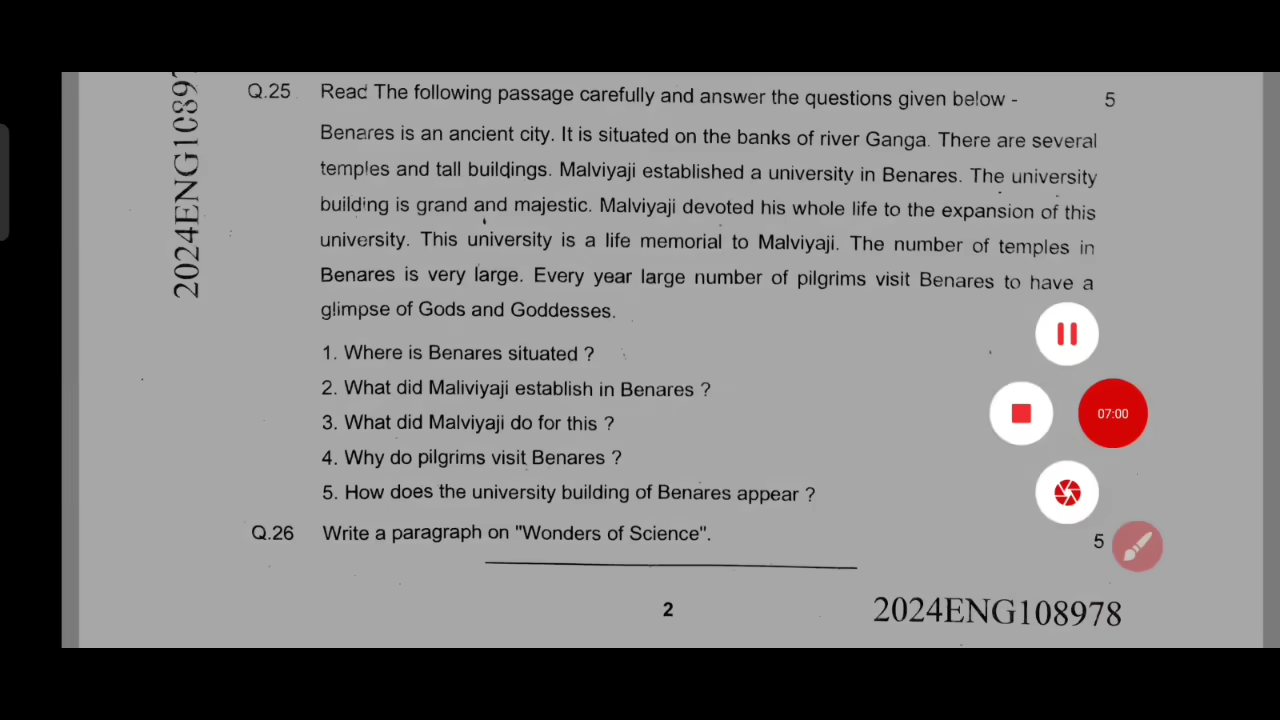 2024ENG10897
Q.25 Read The following passage carefully and answer the questions given below - 5
Benares is an ancient city. It is situated on the banks of river Ganga. There are several
temples and tall buildings. Malviyaji established a university in Benares. The university
building is grand and majestic. Malviyaji devoted his whole life to the expansion of this
university. This university is a life memorial to Malviyaji. The number of temples in
Benares is very large. Every year large number of pilgrims visit Benares to have a
glimpse of Gods and Goddesses.
1. Where is Benares situated ?
2. What did Maliviyaji establish in Benares ?
3. What did Malviyaji do for this ?
4. Why do pilgrims visit Benares ?
5. How does the university building of Benares appear ?
07:00
Q.26 Write a paragraph on "Wonders of Science". 5
2
2024ENG108978